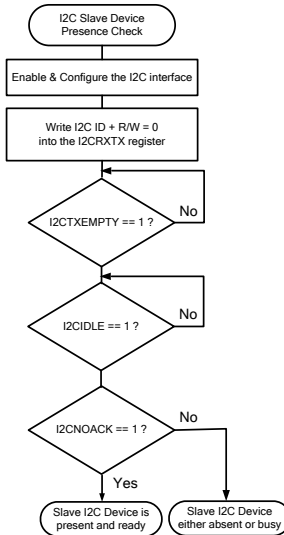 I2C Slave Device
Presence Check
Enable & Configure the I2C interface
Write I2C ID + R/W = 0
into the I2CRXTX register
I2CTXEMPTY == 1 ?
No
I2CIDLE == 1 ?
No
I2CNOACK == 1 ?
No
Yes
Slave I2C Device is
present and ready
Slave I2C Device
either absent or busy